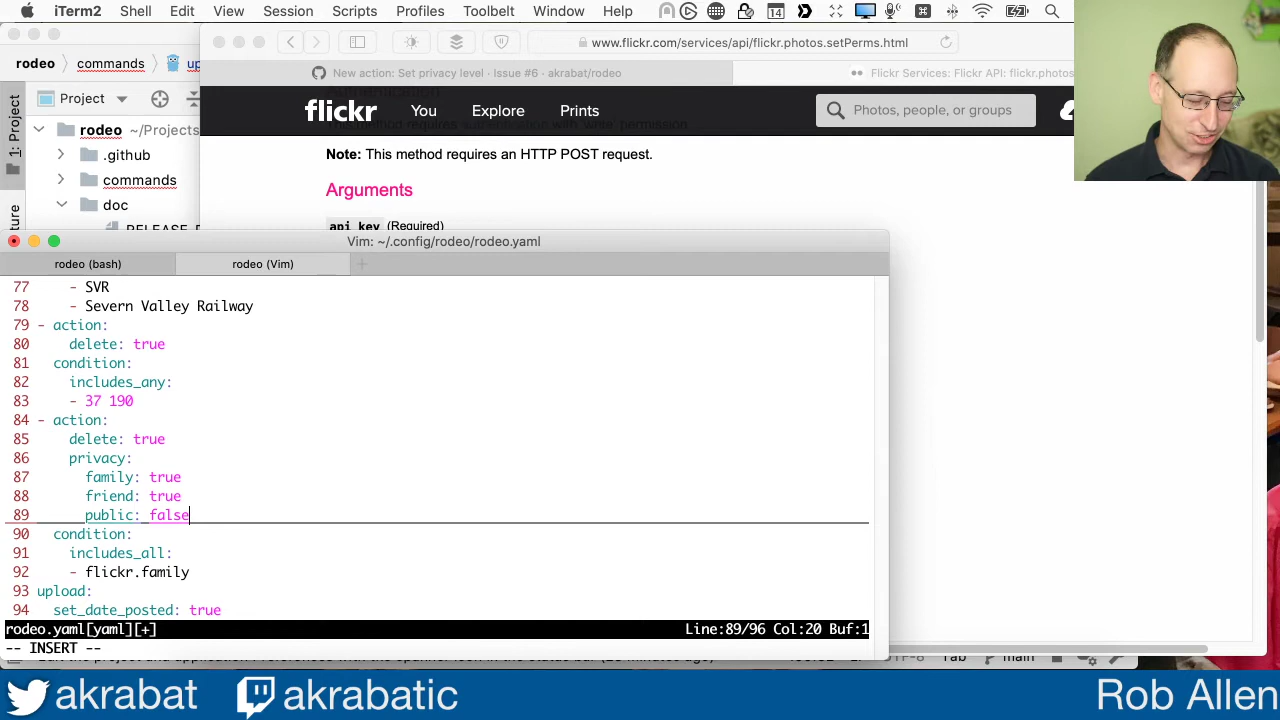 iTerm2 Shell Edit View Session Scripts Profiles Toolbelt Window Help 14
rodeo commands up
www.flickr.com/services/api/flickr.photos.setPerms.html
New action: Set privacy level · Issue #6 · akrabat/rodeo
Flickr Services: Flickr API: flickr.photos
1: Project
Project
flickr You Explore Prints Photos, people, or groups
rodeo ~/Projects
.github
commands
doc
Note: This method requires an HTTP POST request.
Arguments
api_key (Required)
Vim: ~/.config/rodeo/rodeo.yaml
rodeo (bash) rodeo (Vim)
77 - SVR
78 - Severn Valley Railway
79 - action:
80 delete: true
81 condition:
82 includes_any:
83 - 37 190
84 - action:
85 delete: true
86 privacy:
87 family: true
88 friend: true
89 public: false
90 condition:
91 includes_all:
92 - flickr.family
93 upload:
94 set_date_posted: true
rodeo.yaml[yaml][+] Line:89/96 Col:20 Buf:1
-- INSERT --
Tab main
akrabat akrabatic Rob Allen